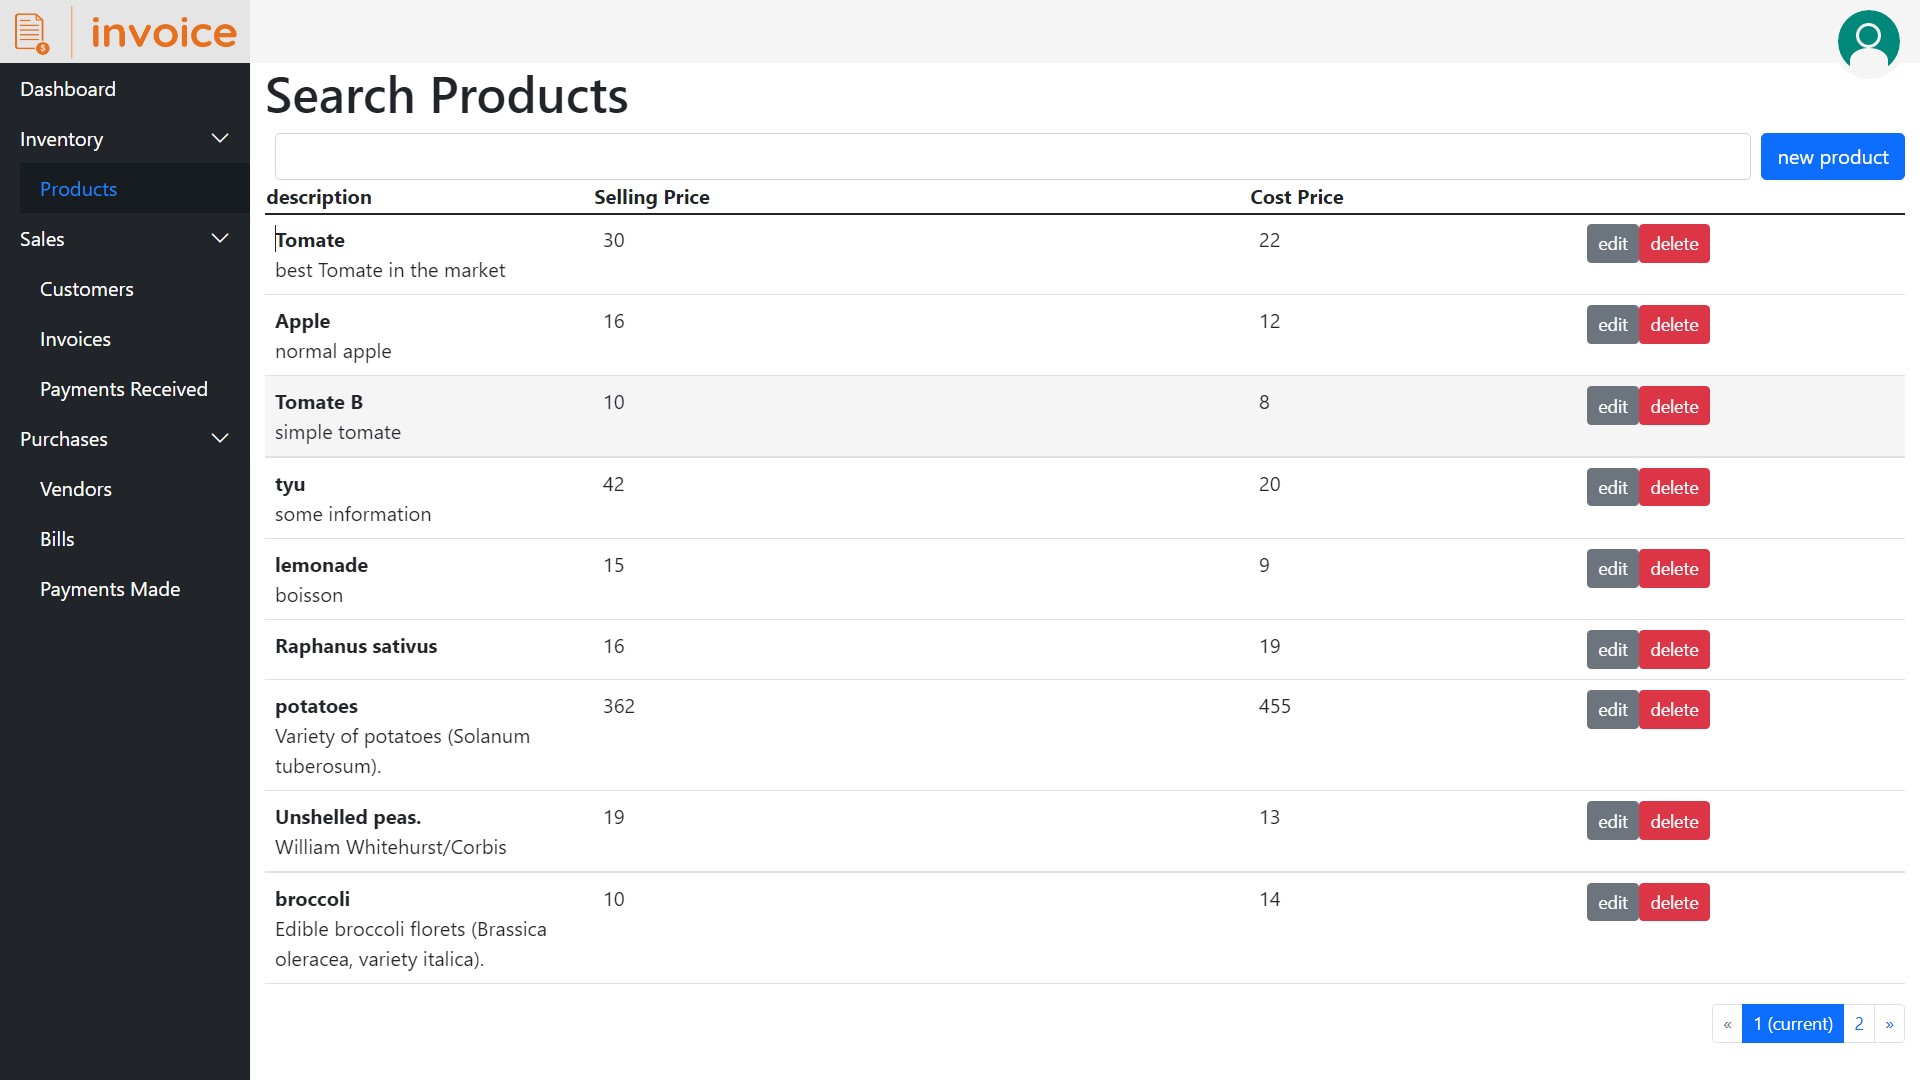 invoice
Dashboard
Inventory
Products
Sales
Customers
Invoices
Payments Received
Purchases
Vendors
Bills
Payments Made
Search Products
new product
description Selling Price Cost Price
Tomate 30 22 edit delete
best Tomate in the market
Apple 16 12 edit delete
normal apple
Tomate B 10 8 edit delete
simple tomate
tyu 42 20 edit delete
some information
lemonade 15 9 edit delete
boisson
Raphanus sativus 16 19 edit delete
potatoes 362 455 edit delete
Variety of potatoes (Solanum
tuberosum).
Unshelled peas. 19 13 edit delete
William Whitehurst/Corbis
broccoli 10 14 edit delete
Edible broccoli florets (Brassica
oleracea, variety italica).
« 1 (current) 2 »